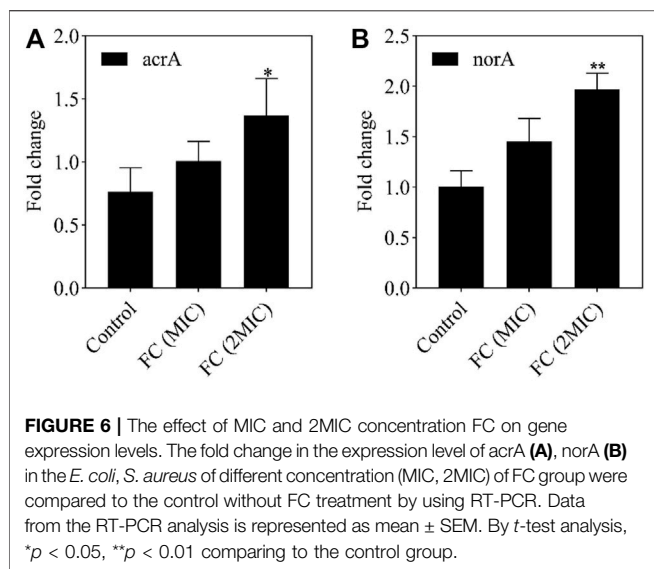 A
B
2.0
1.5
1.0
0.5
0.0
Fold change
acrA
*
Control
FC (MIC)
FC (2MIC)
2.5
2.0
1.5
1.0
0.5
0.0
Fold change
norA
**
Control
FC (MIC)
FC (2MIC)
FIGURE 6 | The effect of MIC and 2MIC concentration FC on gene
expression levels. The fold change in the expression level of acrA (A), norA (B)
in the E. coli, S. aureus of different concentration (MIC, 2MIC) of FC group were
compared to the control without FC treatment by using RT-PCR. Data
from the RT-PCR analysis is represented as mean ± SEM. By t-test analysis,
*p < 0.05, **p < 0.01 comparing to the control group.